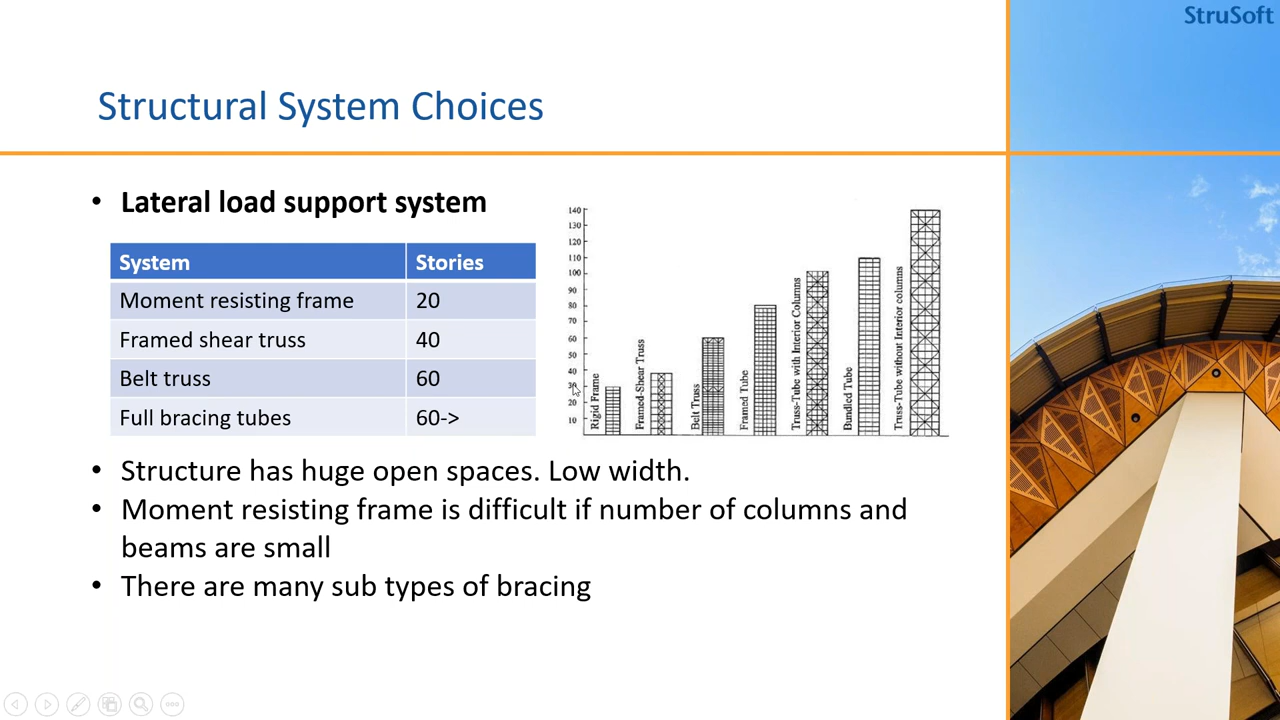 StruSoft
Structural System Choices
• Lateral load support system
System Stories
Moment resisting frame 20
Framed shear truss 40
Belt truss 60
Full bracing tubes 60->
140
130
120
110
100
90
80
70
60
50
40
30
20
10
Rigid Frame
Framed-Shear Truss
Belt Truss
Framed Tube
Truss-Tube with Interior Columns
Bundled Tube
Truss-Tube without Interior columns
• Structure has huge open spaces. Low width.
• Moment resisting frame is difficult if number of columns and
beams are small
• There are many sub types of bracing